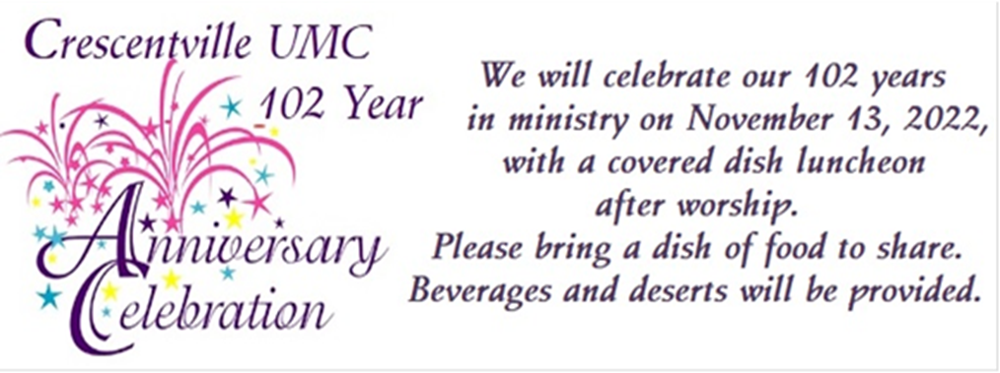 Crescentville UMC
102 Year
Anniversary
Celebration
We will celebrate our 102 years
in ministry on November 13, 2022,
with a covered dish luncheon
after worship.
Please bring a dish of food to share.
Beverages and deserts will be provided.